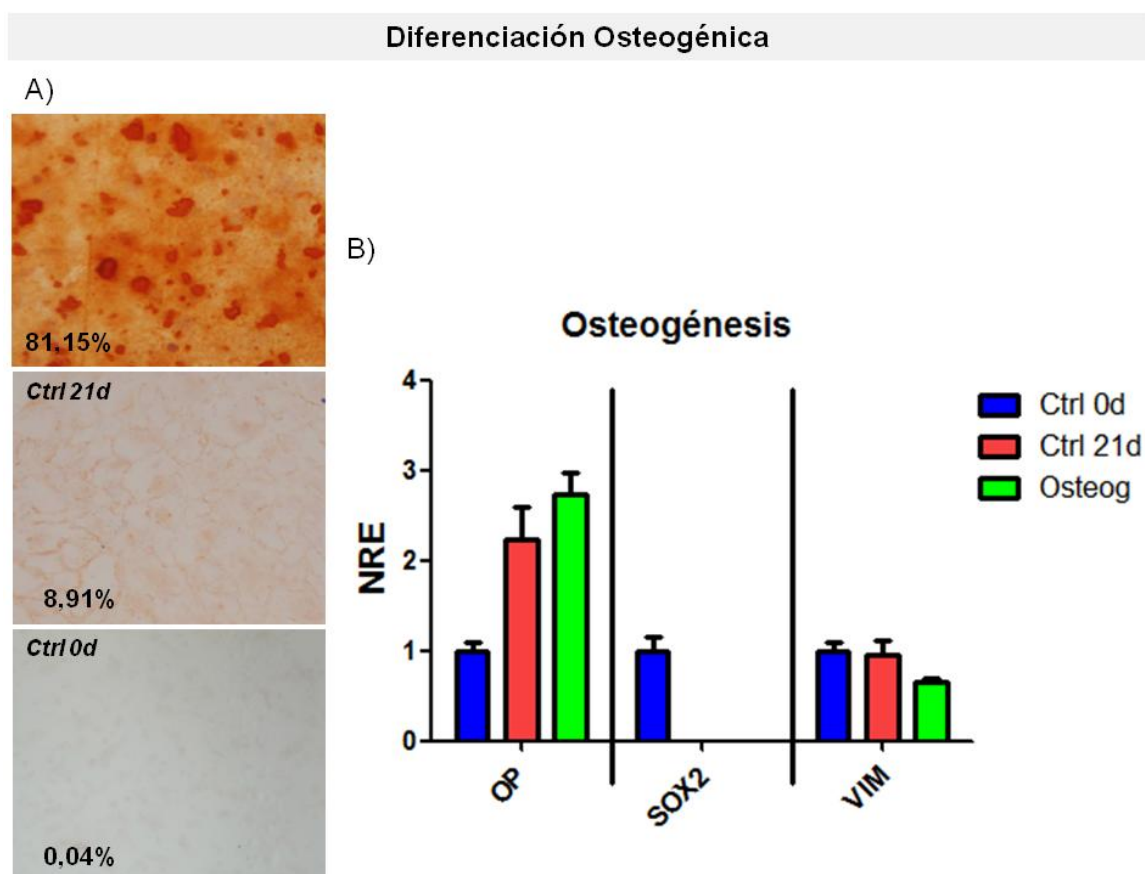 Diferenciación Osteogénica
A)
81,15%
Ctrl 21d
8,91%
Ctrl 0d
0,04%
B)
Osteogénesis
4
3
2
1
0
NRE
OP
SOX2
VIM
Ctrl 0d
Ctrl 21d
Osteog